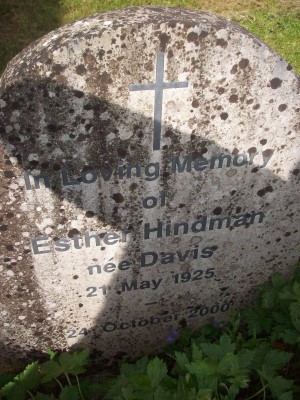 In Loving Memory
of
Esther Hindman
née Davis
21 May 1925
–
24 October 2000